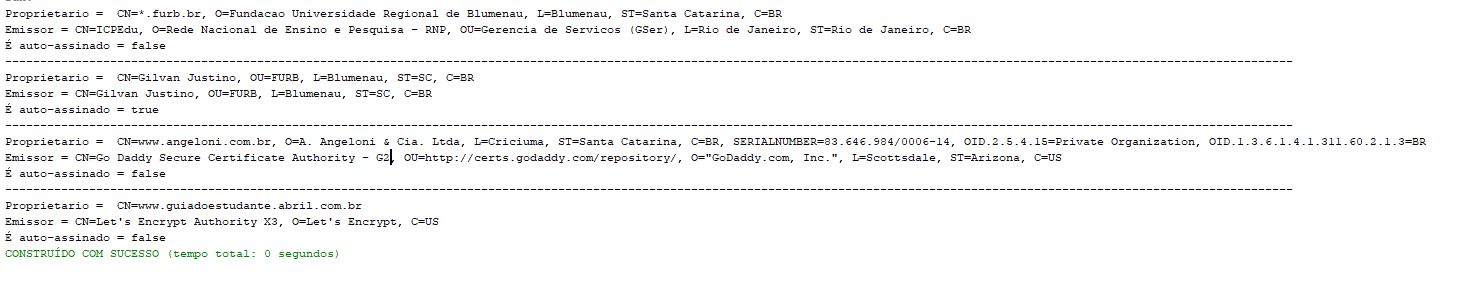 Proprietario =  CN=*.furb.br, O=Fundacao Universidade Regional de Blumenau, L=Blumenau, ST=Santa Catarina, C=BR
Emissor = CN=ICPEdu, O=Rede Nacional de Ensino e Pesquisa - RNP, OU=Gerencia de Servicos (GSer), L=Rio de Janeiro, ST=Rio de Janeiro, C=BR
É auto-assinado = false
----------------------------------------------------------------------------------------------------------------------------------------------------------------------------------------
Proprietario =  CN=Gilvan Justino, OU=FURB, L=Blumenau, ST=SC, C=BR
Emissor = CN=Gilvan Justino, OU=FURB, L=Blumenau, ST=SC, C=BR
É auto-assinado = true
----------------------------------------------------------------------------------------------------------------------------------------------------------------------------------------
Proprietario =  CN=www.angeloni.com.br, O=A. Angeloni & Cia. Ltda, L=Criciuma, ST=Santa Catarina, C=BR, SERIALNUMBER=83.646.984/0006-14, OID.2.5.4.15=Private Organization, OID.1.3.6.1.4.1.311.60.2.1.3=BR
Emissor = CN=Go Daddy Secure Certificate Authority - G2, OU=http://certs.godaddy.com/repository/, O="GoDaddy.com, Inc.", L=Scottsdale, ST=Arizona, C=US
É auto-assinado = false
----------------------------------------------------------------------------------------------------------------------------------------------------------------------------------------
Proprietario =  CN=www.guiadoestudante.abril.com.br
Emissor = CN=Let's Encrypt Authority X3, O=Let's Encrypt, C=US
É auto-assinado = false
CONSTRUÍDO COM SUCESSO (tempo total: 0 segundos)